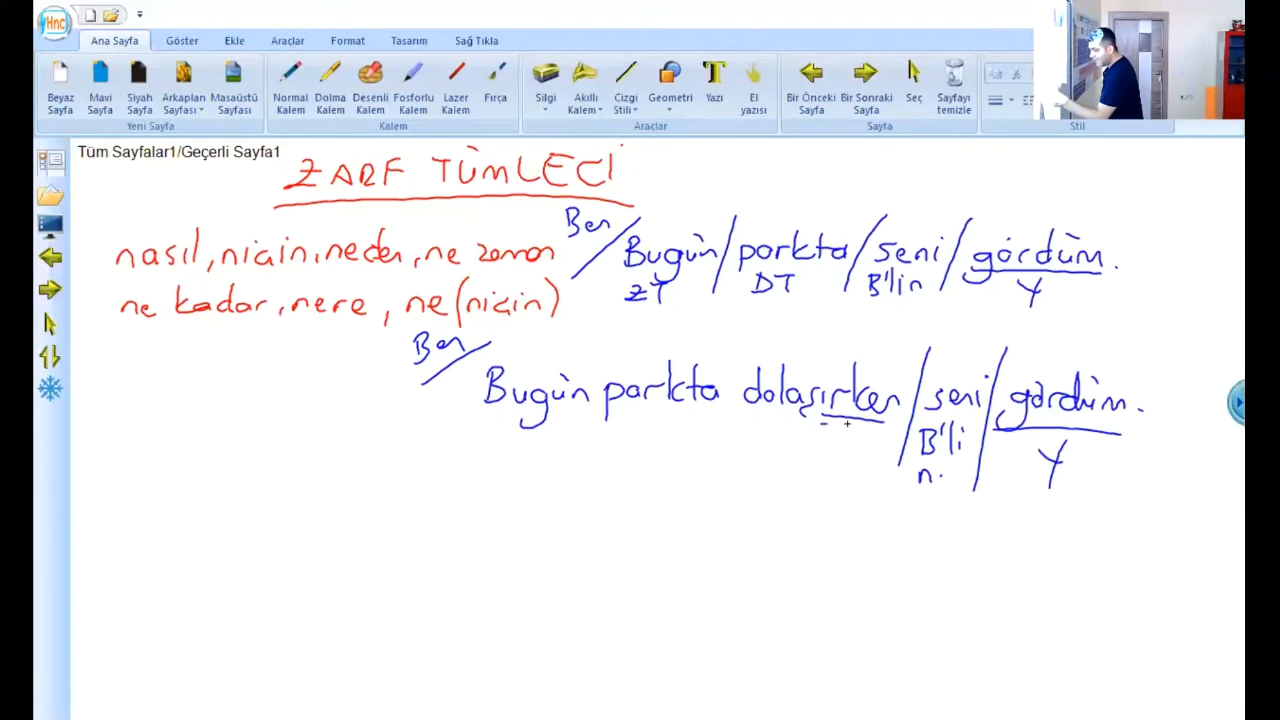 Hnc
Ana Sayfa Göster Ekle Araçlar Format Tasarım Sağ Tıkla
Beyaz Sayfa Mavi Sayfa Siyah Sayfa Arkaplan Sayfası Masaüstü Sayfası
Normal Kalem Dolma Kalem Desenli Kalem Fosforlu Kalem Lazer Kalem Fırça
Silgi Akıllı Kalem Çizgi Stili Geometri Yazı El yazısı
Bir Önceki Sayfa Bir Sonraki Sayfa Seç Sayfayı temizle
Yeni Sayfa Kalem Araçlar Sayfa Stil
Tüm Sayfalar1/Geçerli Sayfa1
ZARF TÜMLECİ
nasıl, niçin, neden, ne zaman
ne kadar, nere, ne (niçin)
Ben / Bugün / parkta / seni / gördüm.
ZT DT B'lin Y
Ben / Bugün parkta dolaşırken / seni / gördüm.
B'li n. Y